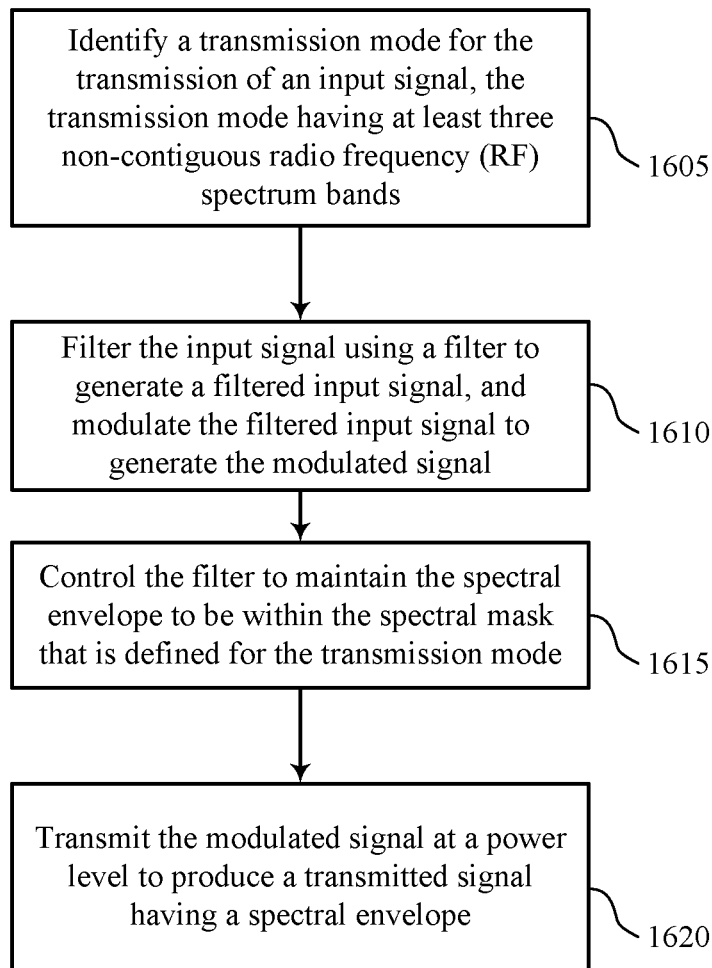 Identify a transmission mode for the
transmission of an input signal, the
transmission mode having at least three
non-contiguous radio frequency (RF)
spectrum bands
1605
Filter the input signal using a filter to
generate a filtered input signal, and
modulate the filtered input signal to
generate the modulated signal
1610
Control the filter to maintain the spectral
envelope to be within the spectral mask
that is defined for the transmission mode
1615
Transmit the modulated signal at a power
level to produce a transmitted signal
having a spectral envelope
1620